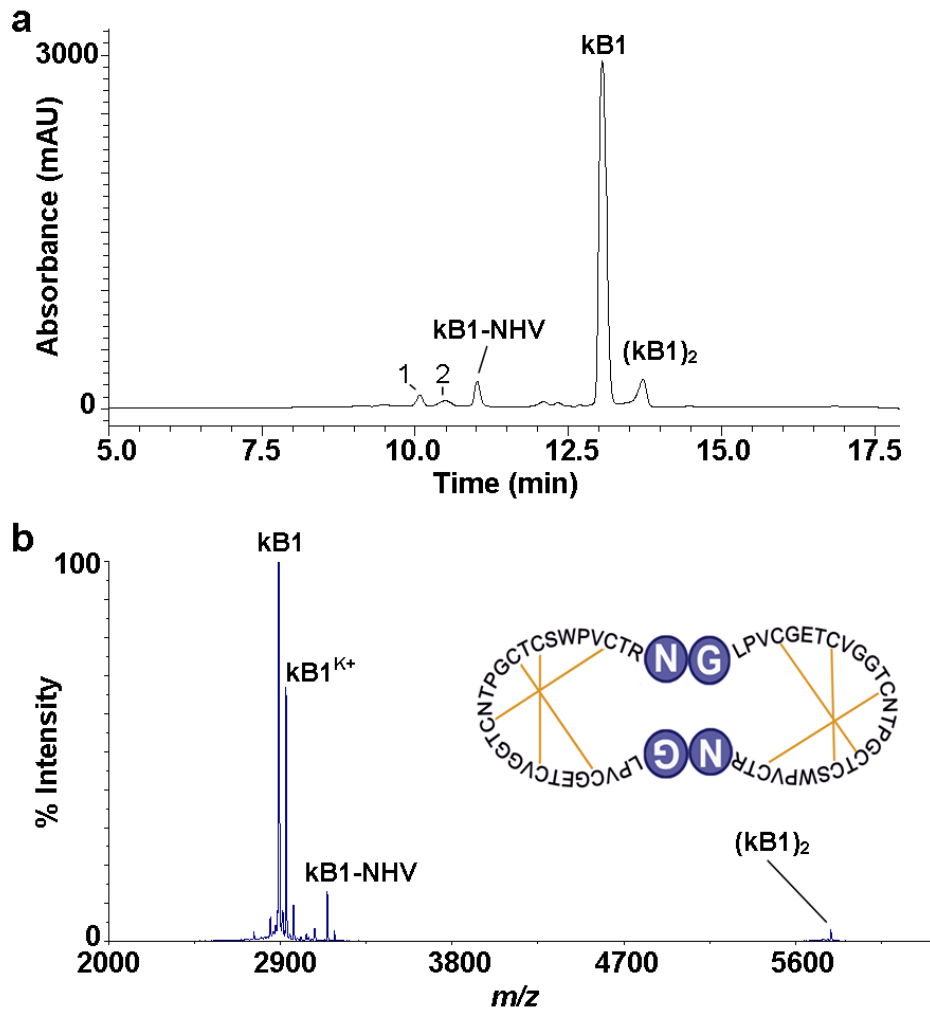 a
3000
Absorbance (mAU)
0
kB1
kB1-NHV
(kB1)₂
1
2
5.0 7.5 10.0 12.5 15.0 17.5
Time (min)
b
100
% Intensity
0
kB1
kB1ᴷ⁺
kB1-NHV
(kB1)₂
CNTPGCTCSWPVCTR N G LPVCGETCVGGTCNTPGCTCSWPVCTR N G LPVCGETCVGGT
2000 2900 3800 4700 5600
m/z